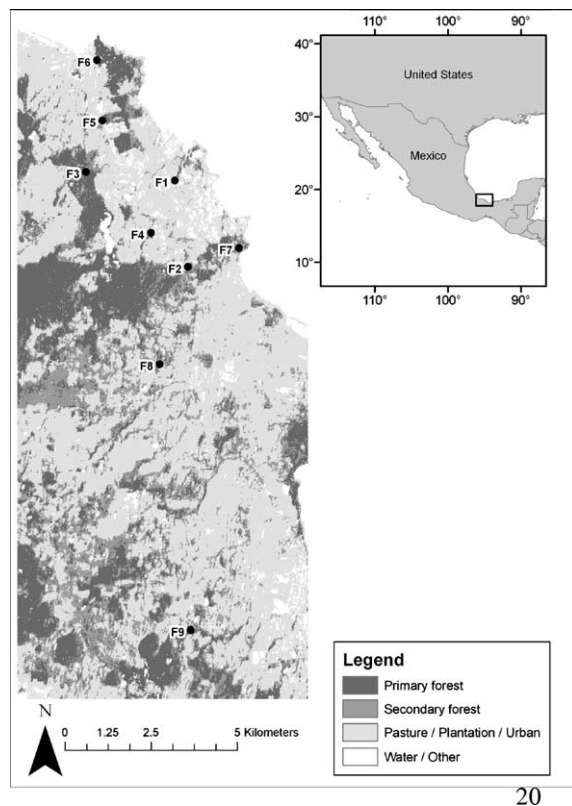 F6
F5
F3
F1
F4
F7
F2
F8
F9
110° 100° 90°
40°
United States
30°
Mexico
20°
10°
110° 100° 90°
N
0 1.25 2.5 5 Kilometers
Legend
Primary forest
Secondary forest
Pasture / Plantation / Urban
Water / Other
20